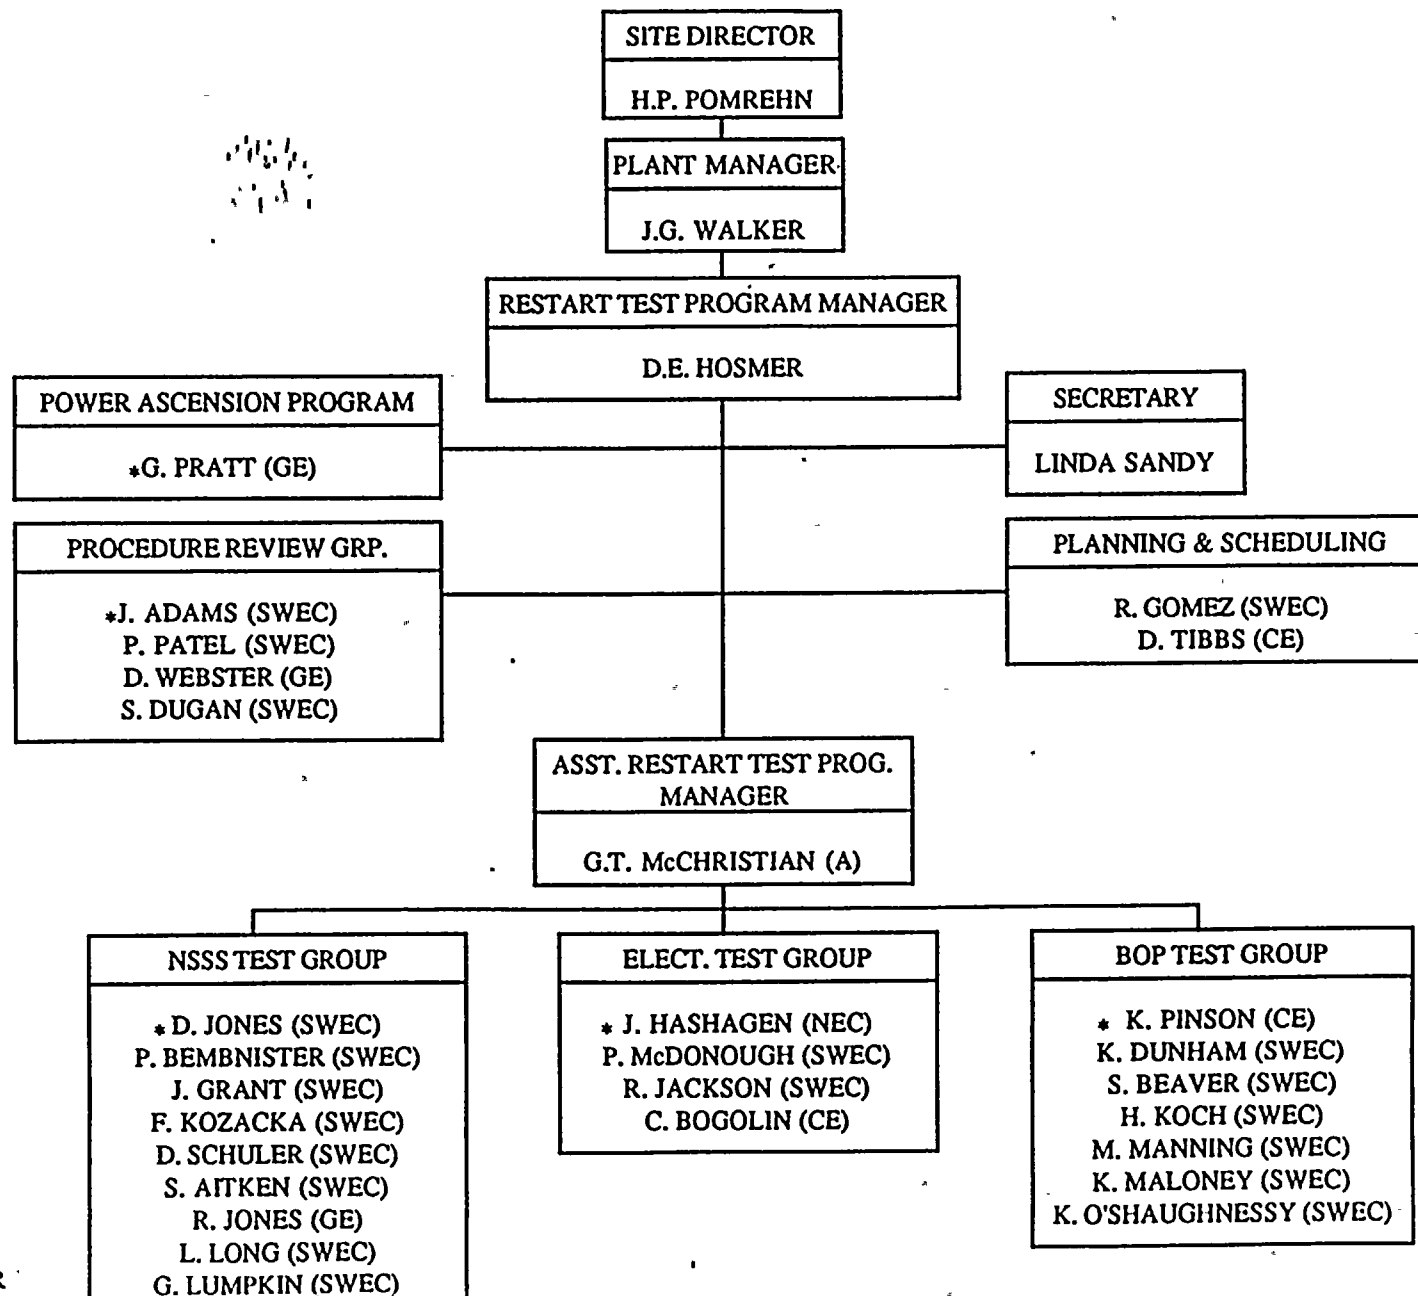 SITE DIRECTOR
H.P. POMREHN
PLANT MANAGER
J.G. WALKER
RESTART TEST PROGRAM MANAGER
D.E. HOSMER
POWER ASCENSION PROGRAM
*G. PRATT (GE)
SECRETARY
LINDA SANDY
PROCEDURE REVIEW GRP.
*J. ADAMS (SWEC)
P. PATEL (SWEC)
D. WEBSTER (GE)
S. DUGAN (SWEC)
PLANNING & SCHEDULING
R. GOMEZ (SWEC)
D. TIBBS (CE)
ASST. RESTART TEST PROG.
MANAGER
G.T. McCHRISTIAN (A)
NSSS TEST GROUP
* D. JONES (SWEC)
P. BEMBNISTER (SWEC)
J. GRANT (SWEC)
F. KOZACKA (SWEC)
D. SCHULER (SWEC)
S. AITKEN (SWEC)
R. JONES (GE)
L. LONG (SWEC)
G. LUMPKIN (SWEC)
ELECT. TEST GROUP
* J. HASHAGEN (NEC)
P. McDONOUGH (SWEC)
R. JACKSON (SWEC)
C. BOGOLIN (CE)
BOP TEST GROUP
* K. PINSON (CE)
K. DUNHAM (SWEC)
S. BEAVER (SWEC)
H. KOCH (SWEC)
M. MANNING (SWEC)
K. MALONEY (SWEC)
K. O'SHAUGHNESSY (SWEC)